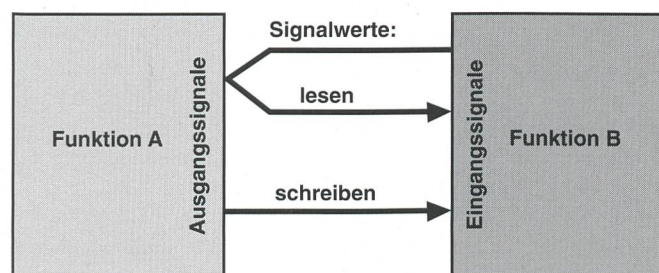 Signalwerte:
lesen
Funktion A
Ausgangssignale
Eingangssignale
Funktion B
schreiben